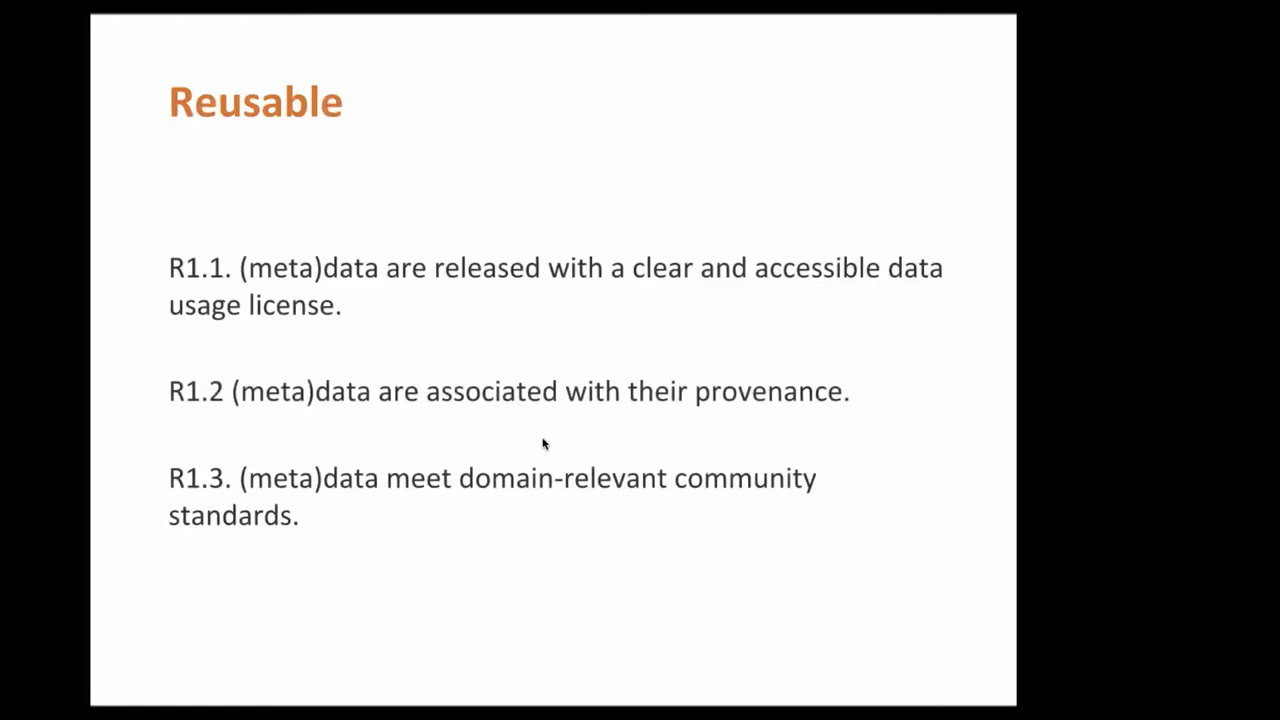 Reusable
R1.1. (meta)data are released with a clear and accessible data
usage license.
R1.2 (meta)data are associated with their provenance.
R1.3. (meta)data meet domain-relevant community
standards.